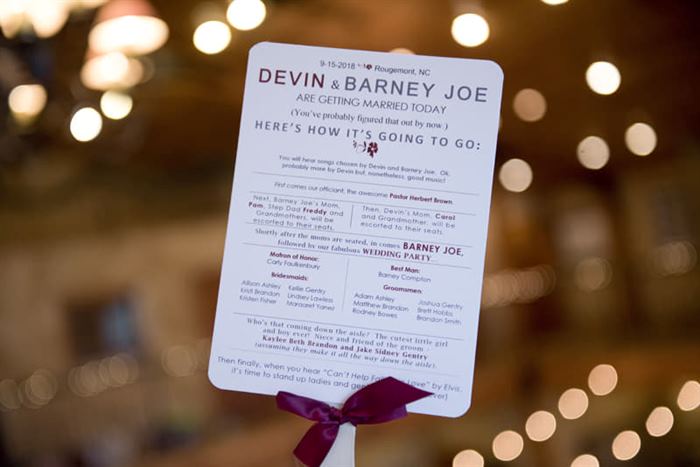 9-15-2018 Rougemont, NC
DEVIN & BARNEY JOE
ARE GETTING MARRIED TODAY
(You've probably figured that out by now.)
HERE'S HOW IT'S GOING TO GO:
You will hear songs chosen by Devin and Barney Joe. Ok,
probably more by Devin but, nonetheless, good music!
First comes our officiant, the awesome Pastor Herbert Brown.
Next, Barney Joe's Mom,
Pam, Step Dad Freddy and
Grandmothers, will be
escorted to their seats.
Then, Devin's Mom, Carol
and Grandmother, will be
escorted to their seats.
Shortly after the moms are seated, in comes BARNEY JOE,
followed by our fabulous WEDDING PARTY...
Matron of Honor:
Carly Faulkenbury
Bridesmaids:
Allison Ashley
Kristi Brandon
Kristen Fisher
Kellie Gentry
Lindsey Lawless
Margaret Yanez
Best Man:
Barney Compton
Groomsmen:
Adam Ashley
Matthew Brandon
Rodney Bowes
Joshua Gentry
Brett Hobbs
Brandon Smith
Who's that coming down the aisle? The cutest little girl
and boy ever! Niece and friend of the groom -
Kaylee Beth Brandon and Jake Sidney Gentry
(assuming they make it all the way down the aisle).
Then finally, when you hear "Can't Help Falling in Love" by Elvis,
it's time to stand up ladies and